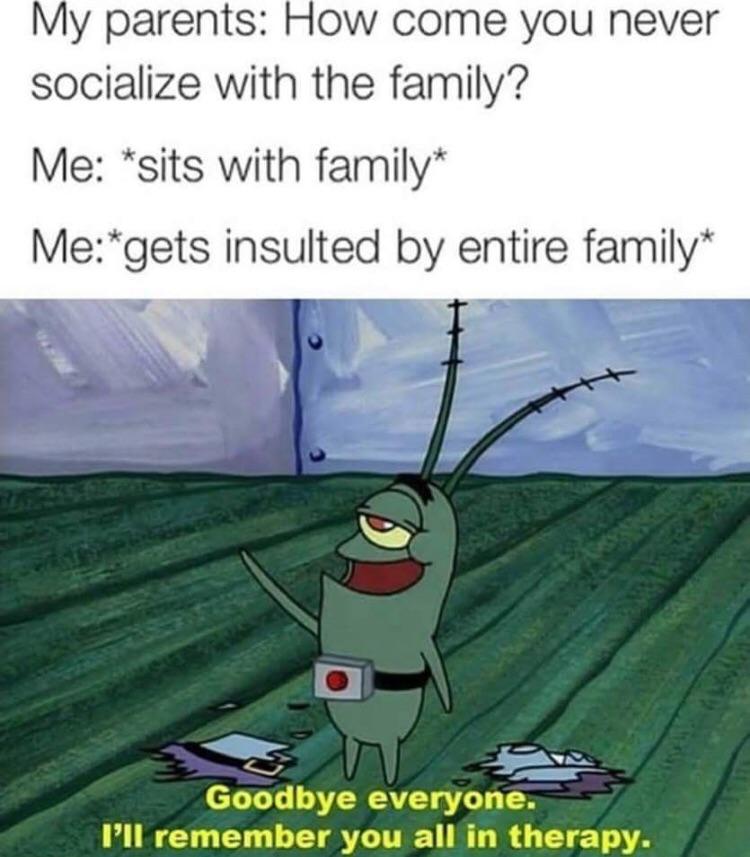 My parents: How come you never
socialize with the family?
Me: *sits with family*
Me:*gets insulted by entire family*
Goodbye everyone.
I'll remember you all in therapy.